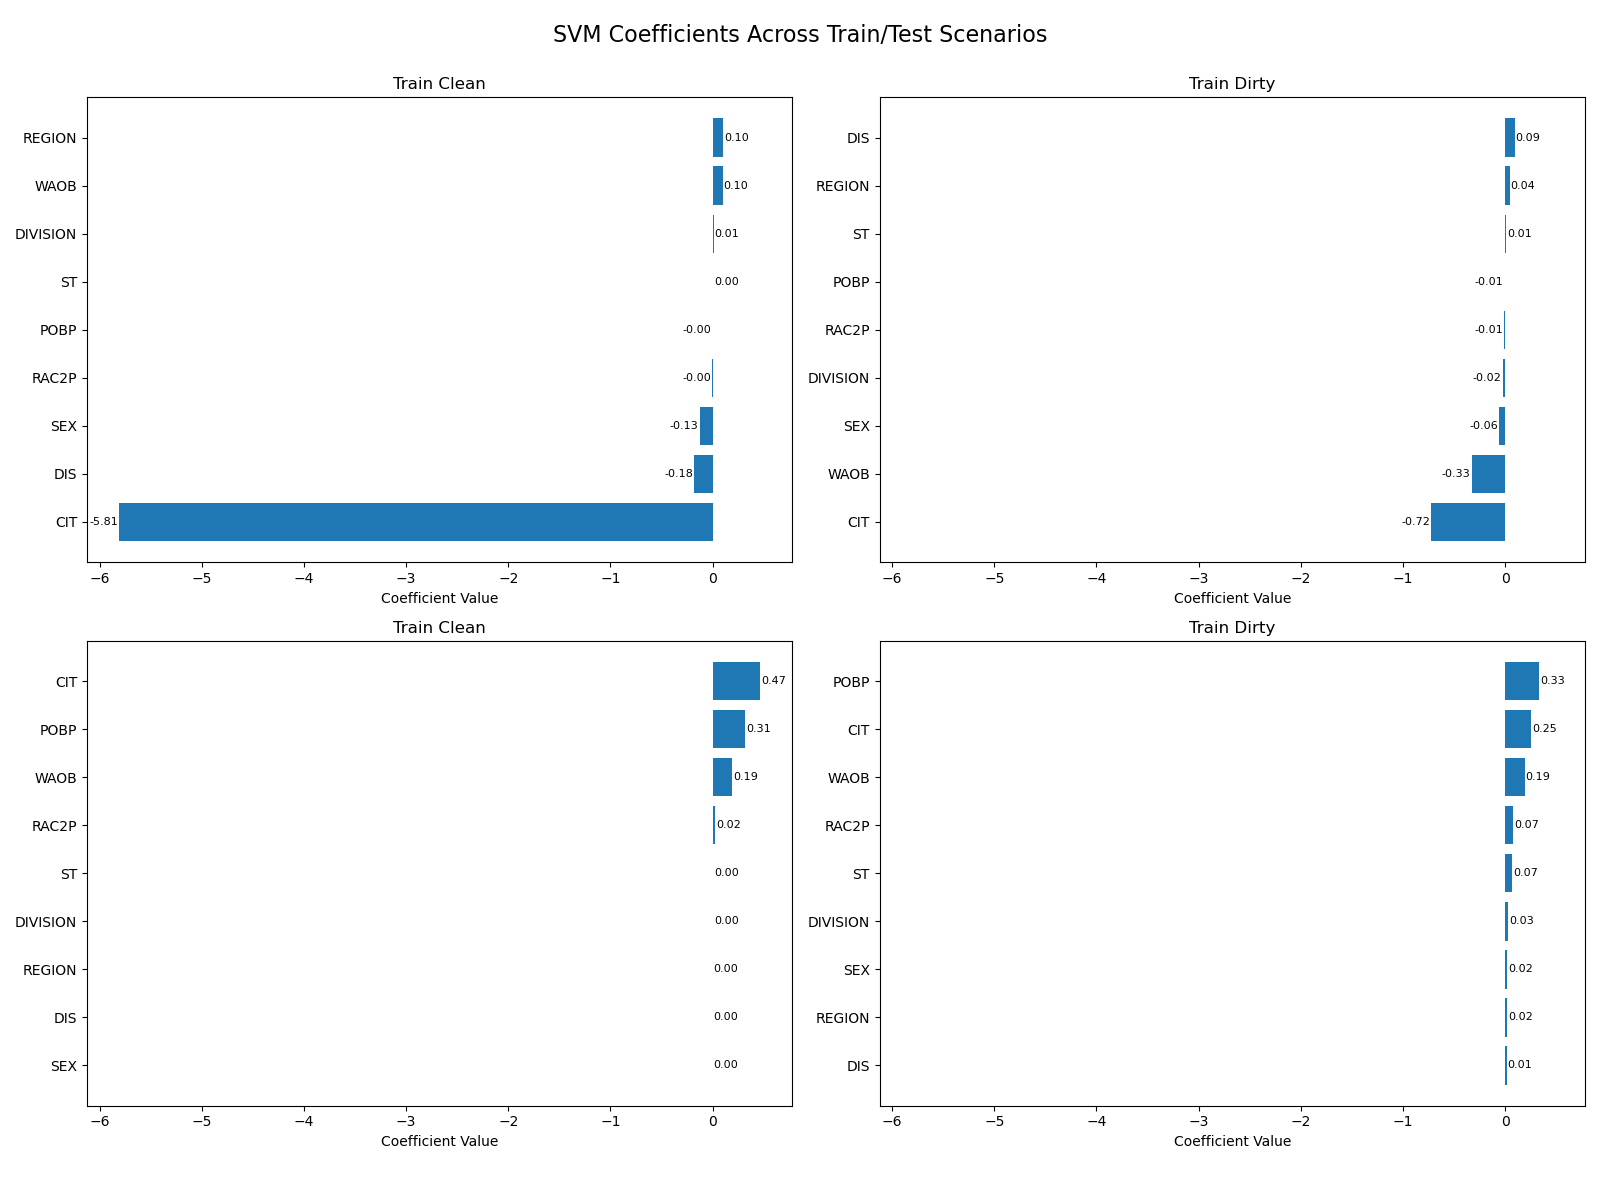 SVM Coefficients Across Train/Test Scenarios
Train Clean
REGION 0.10
WAOB 0.10
DIVISION 0.01
ST 0.00
POBP -0.00
RAC2P -0.00
SEX -0.13
DIS -0.18
CIT -5.81
−6 −5 −4 −3 −2 −1 0
Coefficient Value
Train Dirty
DIS 0.09
REGION 0.04
ST 0.01
POBP -0.01
RAC2P -0.01
DIVISION -0.02
SEX -0.06
WAOB -0.33
CIT -0.72
−6 −5 −4 −3 −2 −1 0
Coefficient Value
Train Clean
CIT 0.47
POBP 0.31
WAOB 0.19
RAC2P 0.02
ST 0.00
DIVISION 0.00
REGION 0.00
DIS 0.00
SEX 0.00
−6 −5 −4 −3 −2 −1 0
Coefficient Value
Train Dirty
POBP 0.33
CIT 0.25
WAOB 0.19
RAC2P 0.07
ST 0.07
DIVISION 0.03
SEX 0.02
REGION 0.02
DIS 0.01
−6 −5 −4 −3 −2 −1 0
Coefficient Value